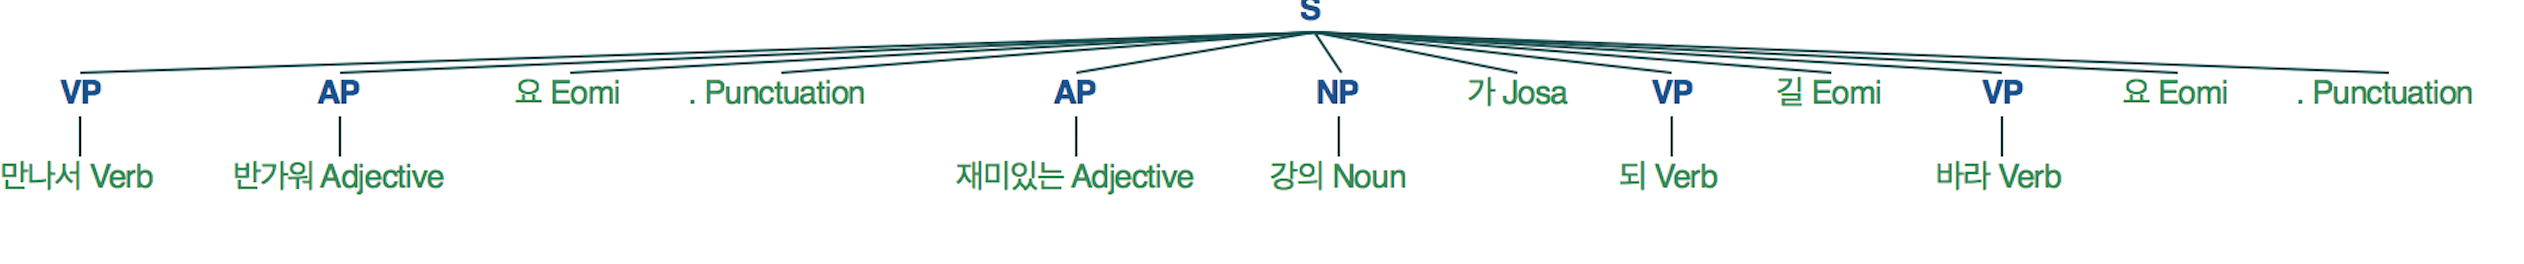 S
VP AP 요 Eomi . Punctuation AP NP 가 Josa VP 길 Eomi VP 요 Eomi . Punctuation
만나서 Verb 반가워 Adjective 재미있는 Adjective 강의 Noun 되 Verb 바라 Verb